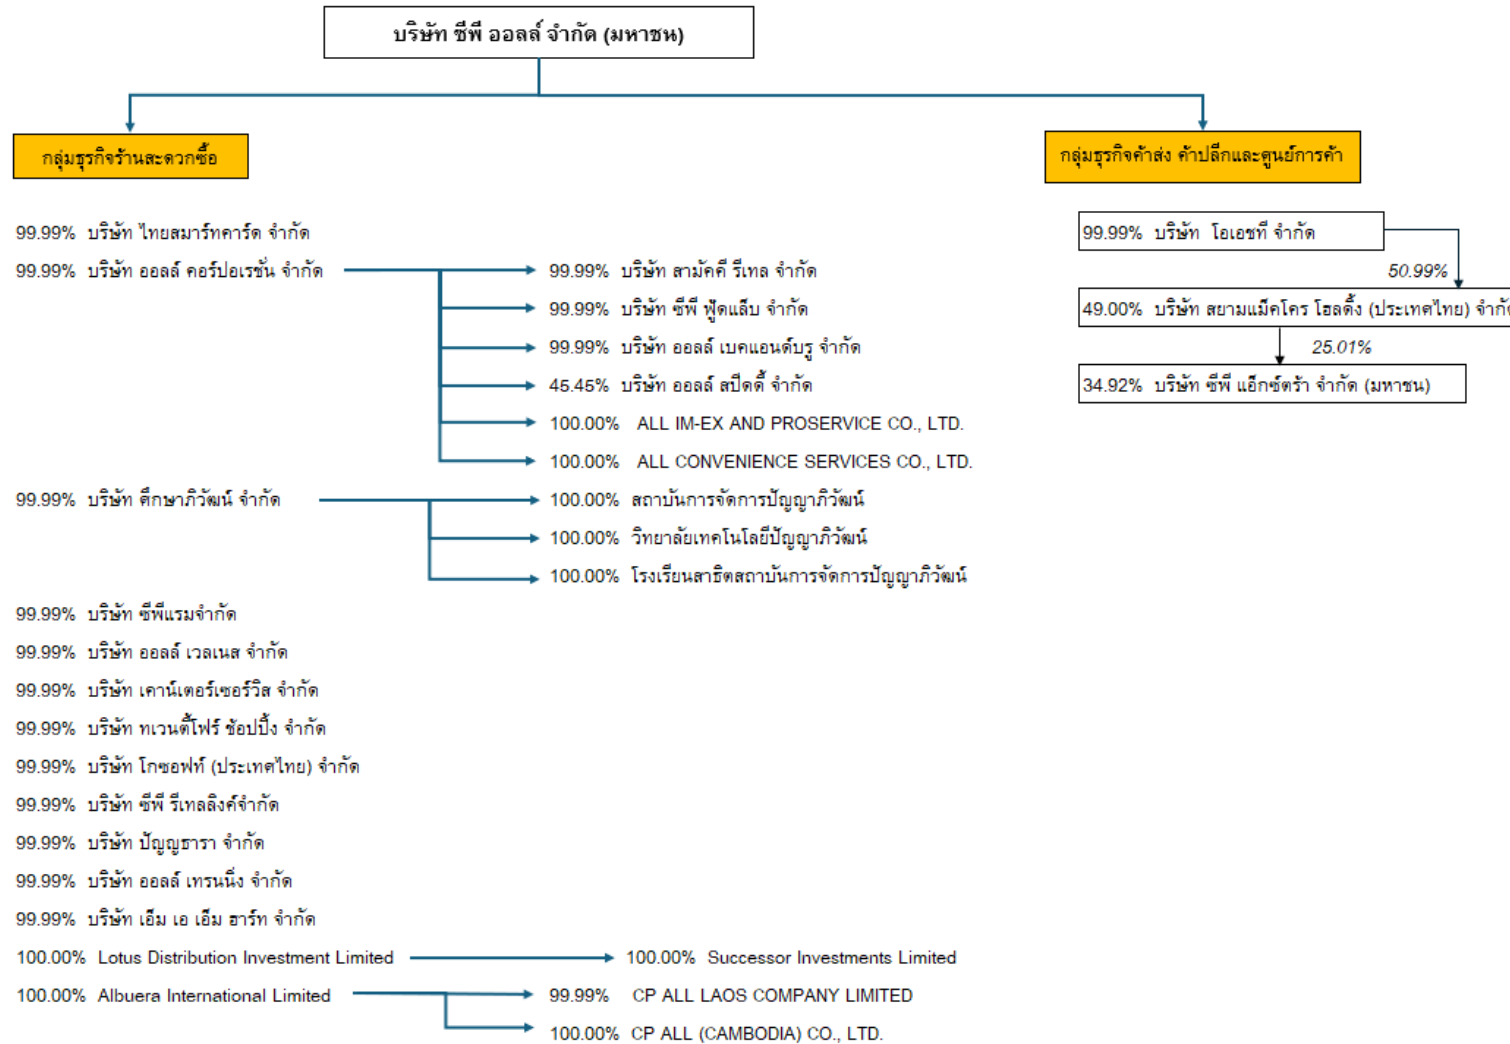 บริษัท ซีพี ออลล์ จำกัด (มหาชน)
กลุ่มธุรกิจร้านสะดวกซื้อ
99.99% บริษัท ไทยสมาร์ทคาร์ด จำกัด
99.99% บริษัท ออลล์ คอร์ปอเรชั่น จำกัด
99.99% บริษัท สามัคคี รีเทล จำกัด
99.99% บริษัท ซีพี ฟู้ดแล็บ จำกัด
99.99% บริษัท ออลล์ เบคแอนด์บรู จำกัด
45.45% บริษัท ออลล์ สปีดดี้ จำกัด
100.00% ALL IM-EX AND PROSERVICE CO., LTD.
100.00% ALL CONVENIENCE SERVICES CO., LTD.
99.99% บริษัท ศึกษาภิวัฒน์ จำกัด
100.00% สถาบันการจัดการปัญญาภิวัฒน์
100.00% วิทยาลัยเทคโนโลยีปัญญาภิวัฒน์
100.00% โรงเรียนสาธิตสถาบันการจัดการปัญญาภิวัฒน์
99.99% บริษัท ซีพีแรมจำกัด
99.99% บริษัท ออลล์ เวลเนส จำกัด
99.99% บริษัท เคาน์เตอร์เซอร์วิส จำกัด
99.99% บริษัท ทเวนตี้โฟร์ ช้อปปิ้ง จำกัด
99.99% บริษัท โกซอฟท์ (ประเทศไทย) จำกัด
99.99% บริษัท ซีพี รีเทลลิงค์จำกัด
99.99% บริษัท ปัญญธารา จำกัด
99.99% บริษัท ออลล์ เทรนนิ่ง จำกัด
99.99% บริษัท เอ็ม เอ เอ็ม ฮาร์ท จำกัด
100.00% Lotus Distribution Investment Limited
100.00% Successor Investments Limited
100.00% Albuera International Limited
99.99% CP ALL LAOS COMPANY LIMITED
100.00% CP ALL (CAMBODIA) CO., LTD.
กลุ่มธุรกิจค้าส่ง ค้าปลีกและศูนย์การค้า
99.99% บริษัท โอเอชที จำกัด
50.99%
49.00% บริษัท สยามแม็คโคร โฮลดิ้ง (ประเทศไทย) จำกัด
25.01%
34.92% บริษัท ซีพี แอ็กซ์ตร้า จำกัด (มหาชน)